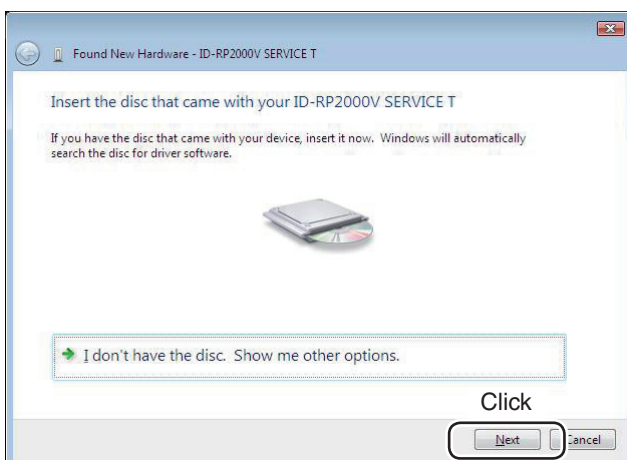 Found New Hardware - ID-RP2000V SERVICE T
Insert the disc that came with your ID-RP2000V SERVICE T
If you have the disc that came with your device, insert it now. Windows will automatically
search the disc for driver software.
I don't have the disc. Show me other options.
Click
Next Cancel